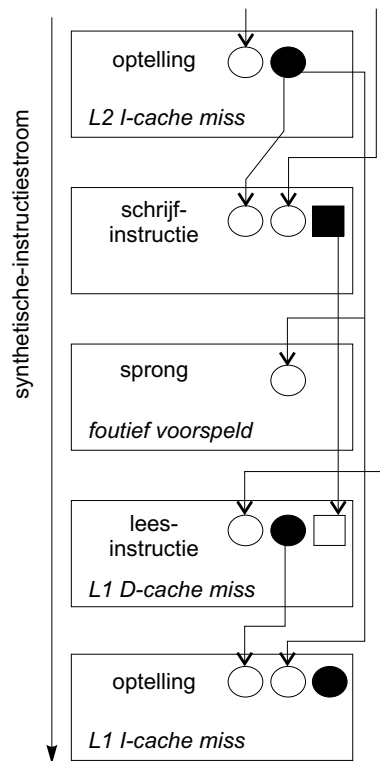 synthetische-instructiestroom
optelling
L2 I-cache miss
schrijf-
instructie
sprong
foutief voorspeld
lees-
instructie
L1 D-cache miss
optelling
L1 I-cache miss